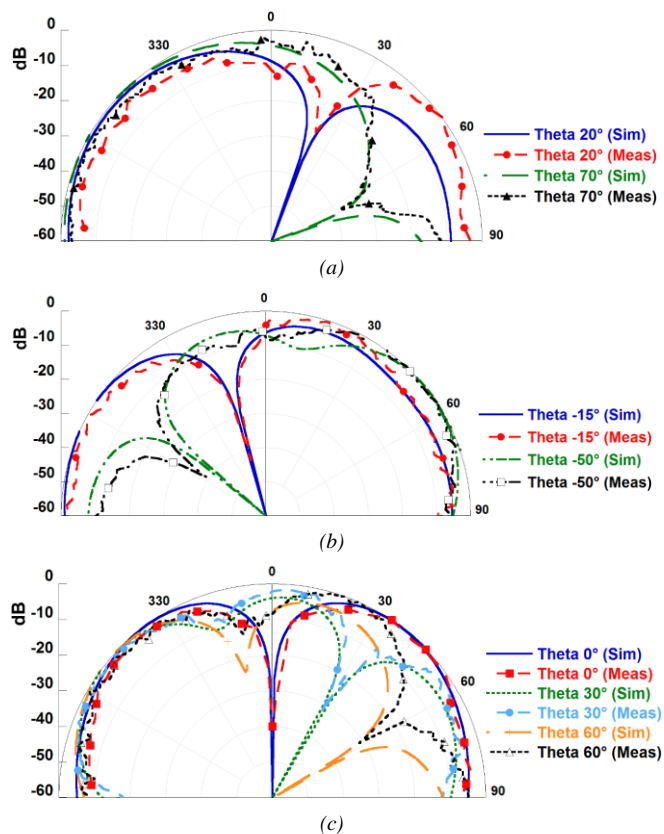 0
0
330
30
-10
dB
-20
60
-30
-40
-50
-60
90
Theta 20° (Sim)
Theta 20° (Meas)
Theta 70° (Sim)
Theta 70° (Meas)
(a)
0
0
330
30
-10
dB
-20
60
-30
-40
-50
-60
90
Theta -15° (Sim)
Theta -15° (Meas)
Theta -50° (Sim)
Theta -50° (Meas)
(b)
0
0
330
30
-10
dB
-20
60
-30
-40
-50
-60
90
Theta 0° (Sim)
Theta 0° (Meas)
Theta 30° (Sim)
Theta 30° (Meas)
Theta 60° (Sim)
Theta 60° (Meas)
(c)